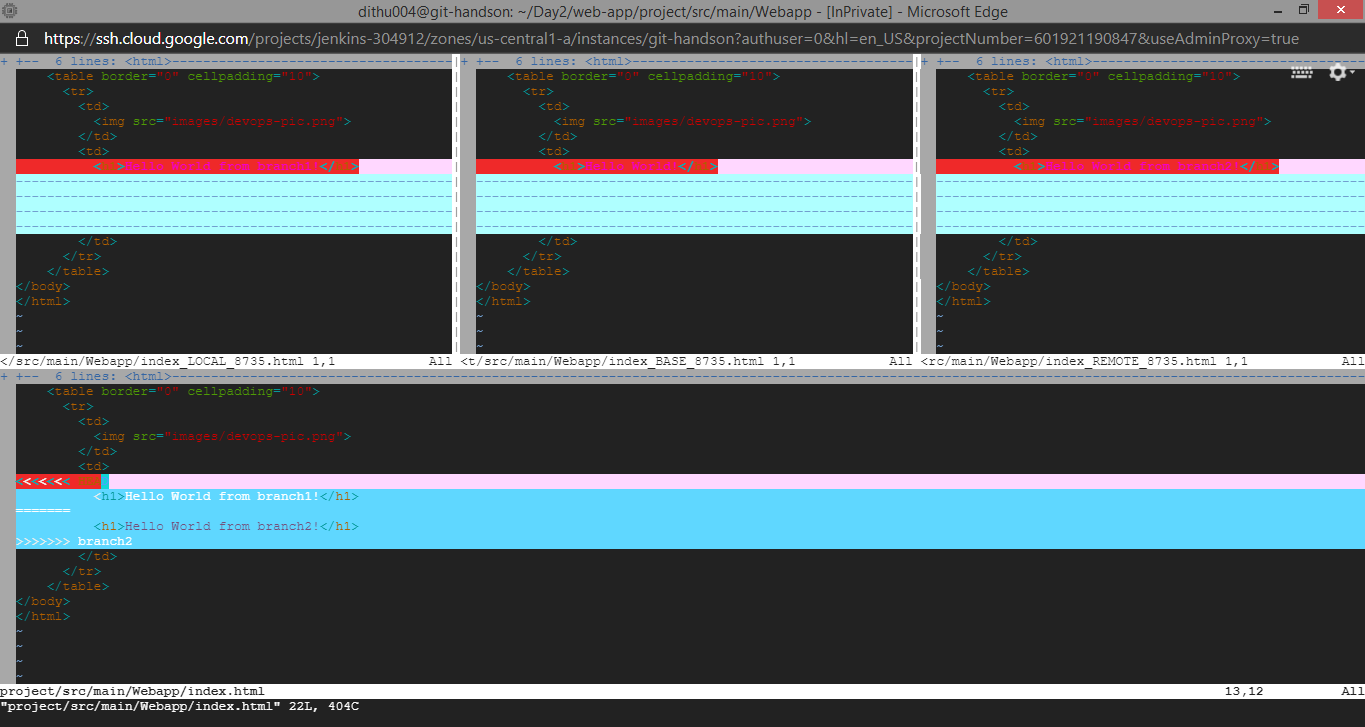 dithu004@git-handson: ~/Day2/web-app/project/src/main/Webapp - [InPrivate] - Microsoft Edge
https://ssh.cloud.google.com/projects/jenkins-304912/zones/us-central1-a/instances/git-handson?authuser=0&hl=en_US&projectNumber=601921190847&useAdminProxy=true
+ +-- 6 lines: <html>
<table border="0" cellpadding="10">
<tr>
<td>
<img src="images/devops-pic.png">
</td>
<td>
<h1>Hello World from branch1!</h1>
</td>
</tr>
</table>
</body>
</html>
~
~
~
</src/main/Webapp/index_LOCAL_8735.html 1,1 All
+ +-- 6 lines: <html>
<table border="0" cellpadding="10">
<tr>
<td>
<img src="images/devops-pic.png">
</td>
<td>
<h1>Hello World!</h1>
</td>
</tr>
</table>
</body>
</html>
~
~
~
<t/src/main/Webapp/index_BASE_8735.html 1,1 All
+ +-- 6 lines: <html>
<table border="0" cellpadding="10">
<tr>
<td>
<img src="images/devops-pic.png">
</td>
<td>
<h1>Hello World from branch2!</h1>
</td>
</tr>
</table>
</body>
</html>
~
~
~
<rc/main/Webapp/index_REMOTE_8735.html 1,1 All
+ +-- 6 lines: <html>
<table border="0" cellpadding="10">
<tr>
<td>
<img src="images/devops-pic.png">
</td>
<td>
<<<<<<<
<h1>Hello World from branch1!</h1>
=======
<h1>Hello World from branch2!</h1>
>>>>>>> branch2
</td>
</tr>
</table>
</body>
</html>
~
~
~
~
project/src/main/Webapp/index.html 13,12 All
"project/src/main/Webapp/index.html" 22L, 404C